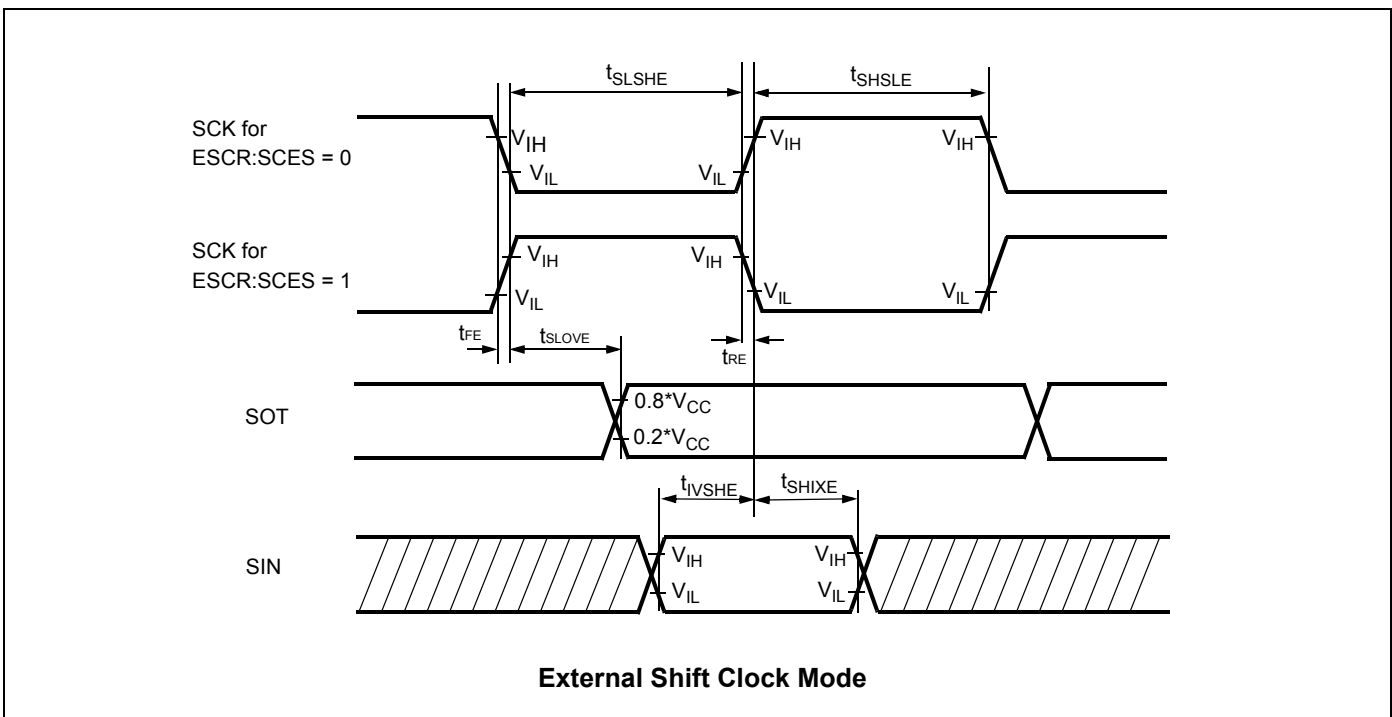 tSLSHE
tSHSLE
SCK for
ESCR:SCES = 0
VIH
VIL
VIL
VIH
VIH
SCK for
ESCR:SCES = 1
VIH
VIL
VIH
VIL
VIL
tFE
tSLOVE
tRE
SOT
0.8*VCC
0.2*VCC
tIVSHE
tSHIXE
SIN
VIH
VIL
VIH
VIL
External Shift Clock Mode